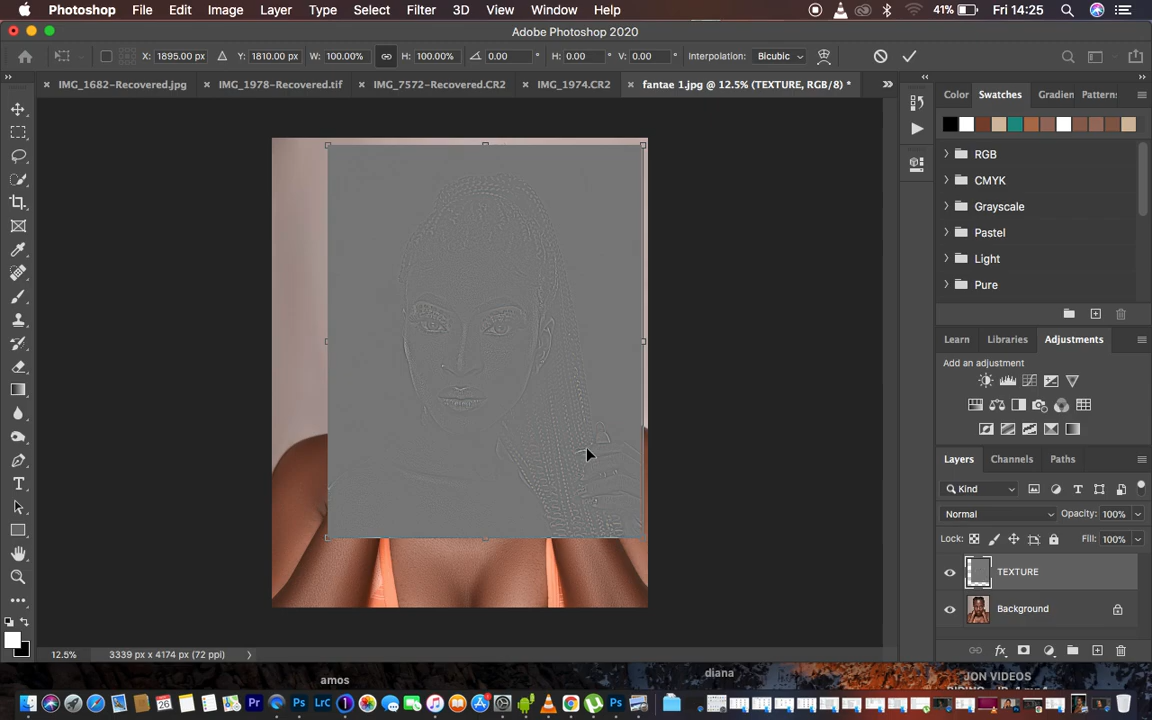 Photoshop File Edit Image Layer Type Select Filter 3D View Window Help 41% Fri 14:25
Adobe Photoshop 2020
X: 1895.00 px Y: 1810.00 px W: 100.00% H: 100.00% 0.00 ° H: 0.00 ° V: 0.00 ° Interpolation: Bicubic
IMG_1682-Recovered.jpg IMG_1978-Recovered.tif IMG_7572-Recovered.CR2 IMG_1974.CR2 fantae 1.jpg @ 12.5% (TEXTURE, RGB/8) *
Color Swatches Gradien Patterns
RGB
CMYK
Grayscale
Pastel
Light
Pure
Learn Libraries Adjustments
Add an adjustment
Layers Channels Paths
Kind
Normal Opacity: 100%
Lock: Fill: 100%
TEXTURE
Background
12.5% 3339 px x 4174 px (72 ppi)
amos diana JON VIDEOS